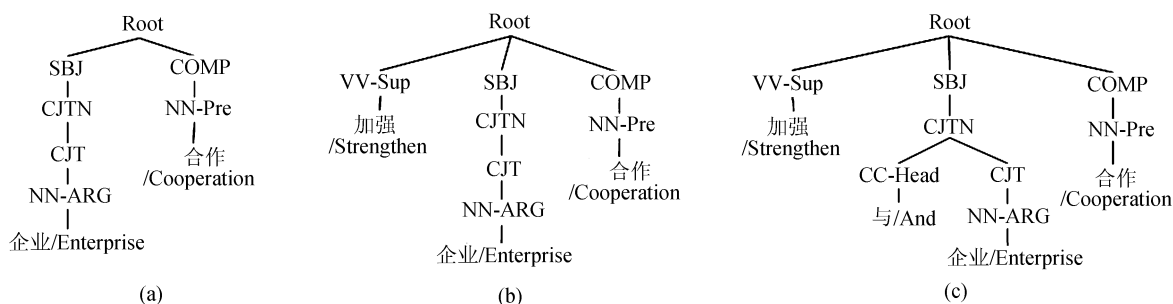 Root
SBJ COMP
CJTN NN-Pre
CJT 合作
/Cooperation
NN-ARG
企业/Enterprise
(a)
Root
VV-Sup SBJ COMP
加强
/Strengthen
CJTN NN-Pre
CJT 合作
/Cooperation
NN-ARG
企业/Enterprise
(b)
Root
VV-Sup SBJ COMP
加强
/Strengthen
CJTN NN-Pre
CC-Head CJT 合作
/Cooperation
与/And NN-ARG
企业/Enterprise
(c)